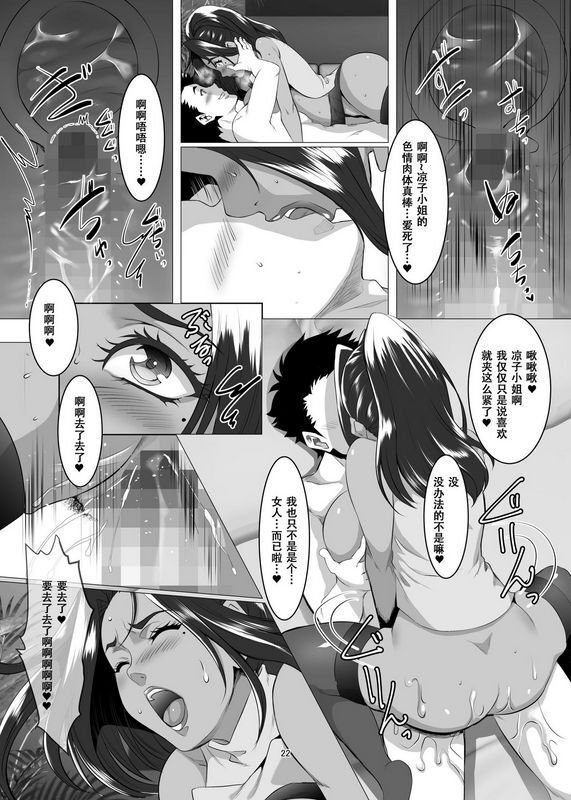 啊啊~凉子小姐的
色情肉体真棒…爱死了…♥
啊啊唔唔嗯……♥
啾啾啾♥
凉子小姐啊
我仅仅只是说喜欢
就夹这么紧了♥
没
没办法的不是嘛♥
我也只不是是个…
女人…而已啦…♥
啊啊啊♥
啊啊去了去了♥
要去了♥
要去了去了啊啊啊啊啊♥
22